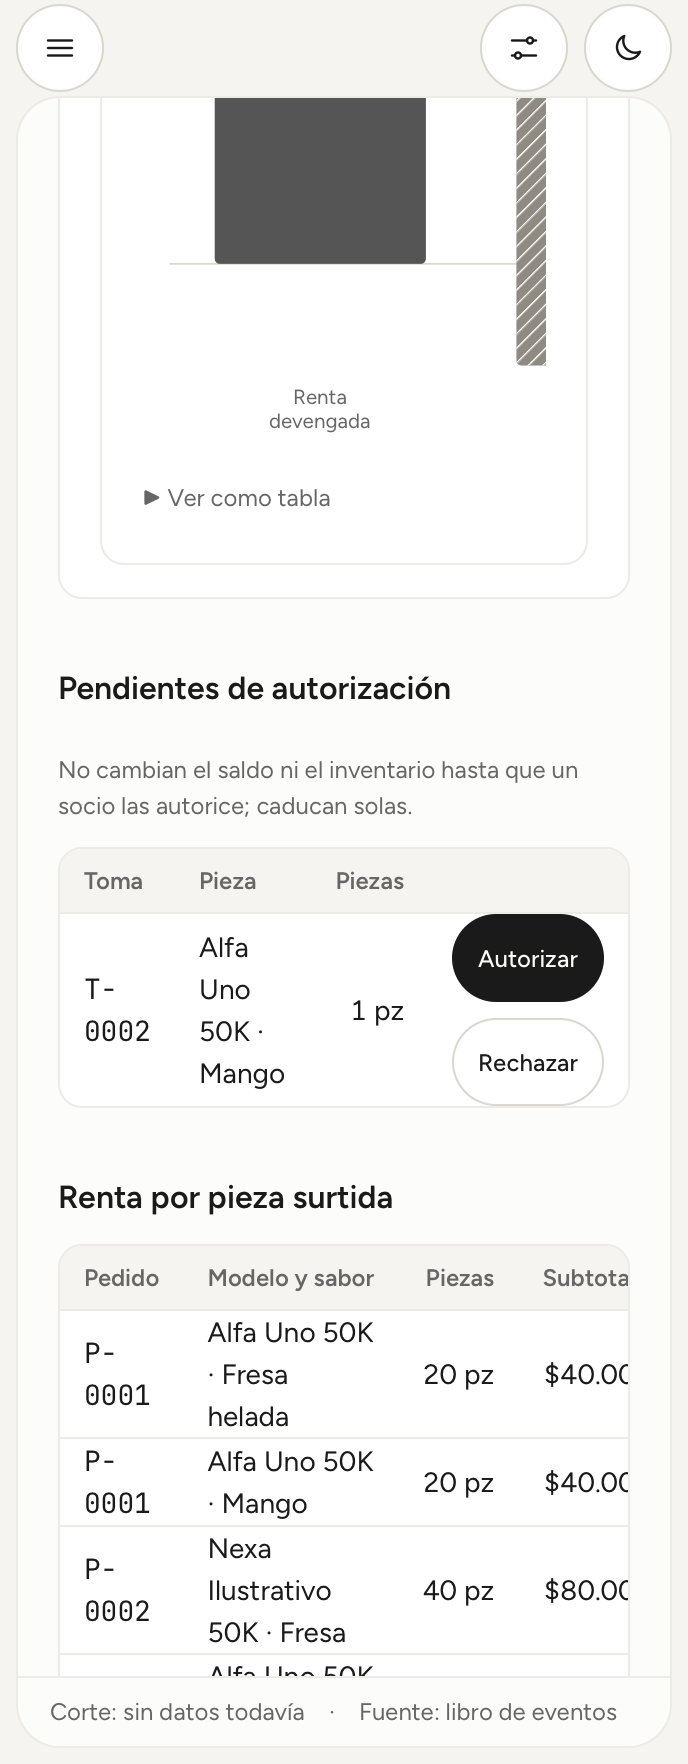 Renta
devengada
▶ Ver como tabla
Pendientes de autorización
No cambian el saldo ni el inventario hasta que un
socio las autorice; caducan solas.
Toma Pieza Piezas
T-
0002
Alfa
Uno
50K ·
Mango
1 pz
Autorizar
Rechazar
Renta por pieza surtida
Pedido Modelo y sabor Piezas Subtota
P-
0001
Alfa Uno 50K
· Fresa
helada
20 pz
$40.00
P-
0001
Alfa Uno 50K
· Mango
20 pz
$40.00
P-
0002
Nexa
Ilustrativo
50K · Fresa
40 pz
$80.00
Alfa Uno 50K
Corte: sin datos todavía · Fuente: libro de eventos